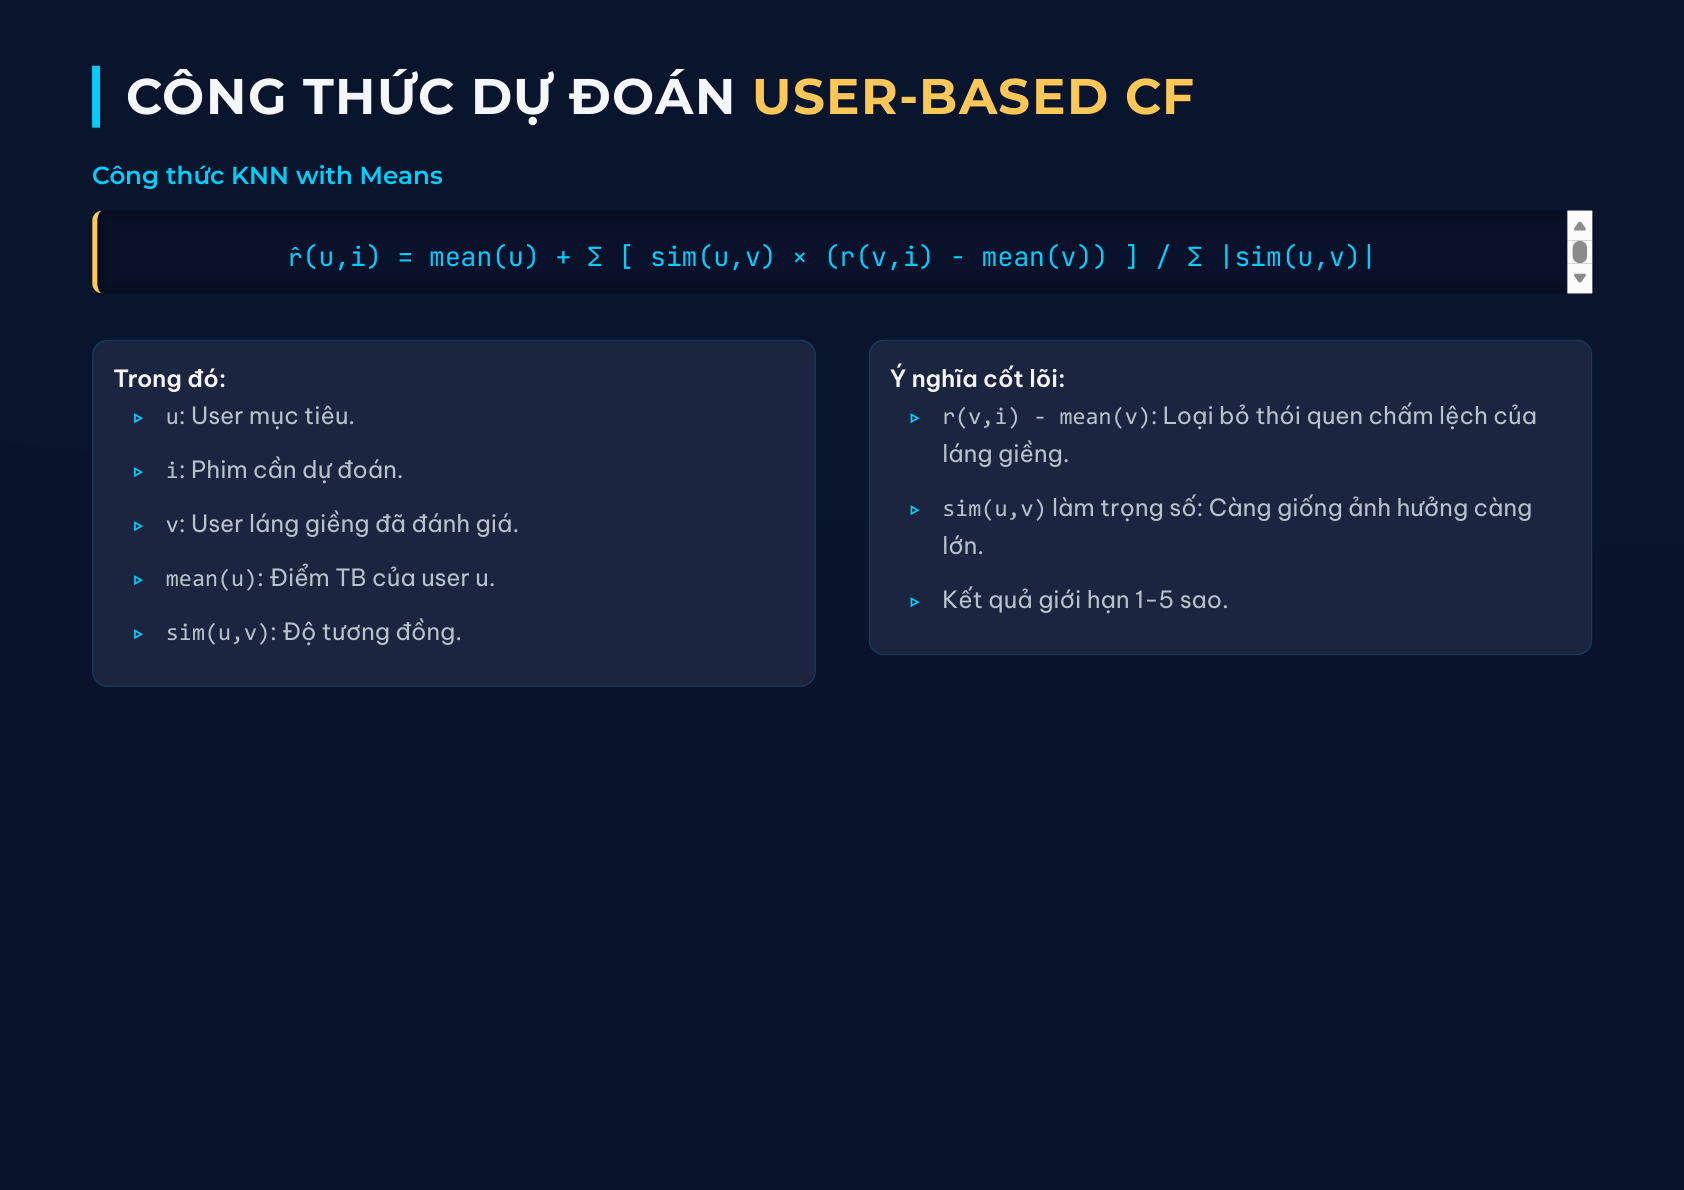 CÔNG THỨC DỰ ĐOÁN USER-BASED CF
Công thức KNN with Means
r̂(u,i) = mean(u) + Σ [ sim(u,v) × (r(v,i) - mean(v)) ] / Σ |sim(u,v)|
Trong đó:
▹ u: User mục tiêu.
▹ i: Phim cần dự đoán.
▹ v: User láng giềng đã đánh giá.
▹ mean(u): Điểm TB của user u.
▹ sim(u,v): Độ tương đồng.
Ý nghĩa cốt lõi:
▹ r(v,i) - mean(v): Loại bỏ thói quen chấm lệch của
láng giềng.
▹ sim(u,v) làm trọng số: Càng giống ảnh hưởng càng
lớn.
▹ Kết quả giới hạn 1-5 sao.